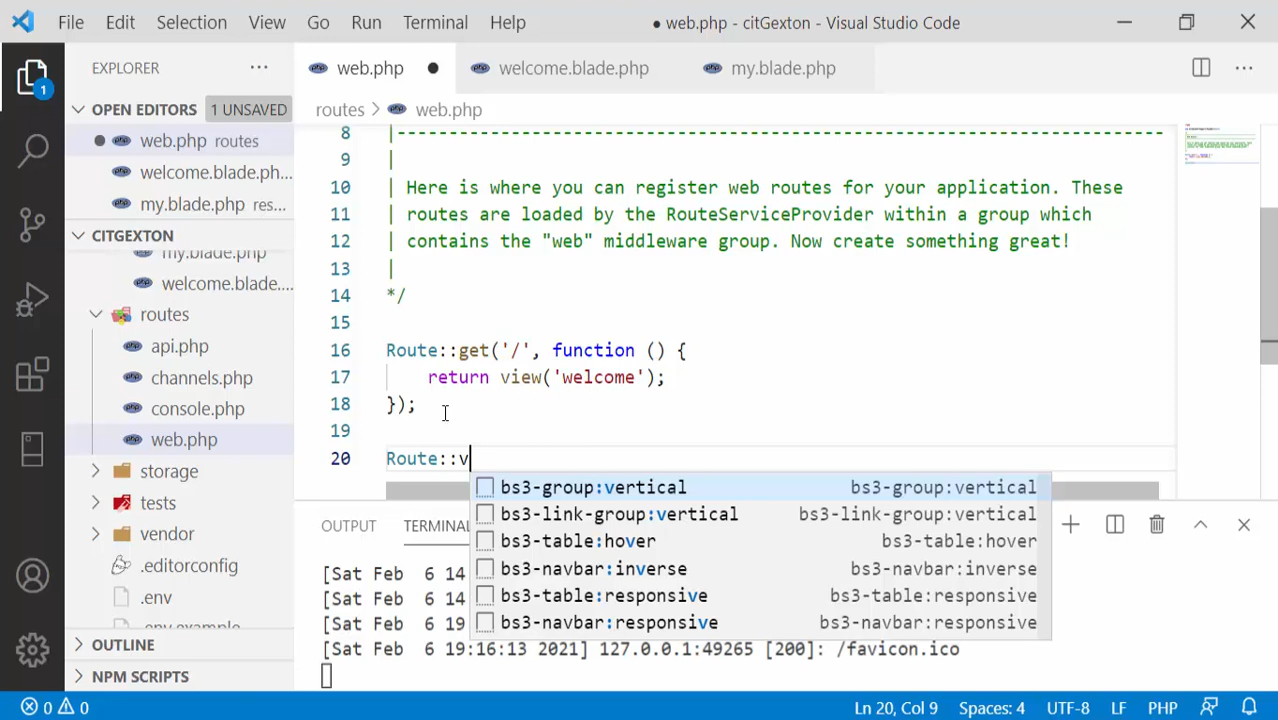 File Edit Selection View Go Run Terminal Help ● web.php - citGexton - Visual Studio Code
EXPLORER ...
web.php ● welcome.blade.php my.blade.php ...
1
OPEN EDITORS 1 UNSAVED
routes > web.php
● web.php routes
welcome.blade.ph...
my.blade.php res...
CITGEXTON
my.blade.php
welcome.blade....
routes
api.php
channels.php
console.php
web.php
storage
tests
vendor
.editorconfig
.env
.env.example
OUTLINE
NPM SCRIPTS
8 |--------------------------------------------------------------------------
9 |
10 | Here is where you can register web routes for your application. These
11 | routes are loaded by the RouteServiceProvider within a group which
12 | contains the "web" middleware group. Now create something great!
13 |
14 */
15
16 Route::get('/', function () {
17 return view('welcome');
18 });
19
20 Route::v
bs3-group:vertical bs3-group:vertical
bs3-link-group:vertical bs3-link-group:vertical
bs3-table:hover bs3-table:hover
bs3-navbar:inverse bs3-navbar:inverse
bs3-table:responsive bs3-table:responsive
bs3-navbar:responsive bs3-navbar:responsive
OUTPUT TERMINAL
[Sat Feb 6 14
[Sat Feb 6 14
[Sat Feb 6 19
[Sat Feb 6 19:16:13 2021] 127.0.0.1:49265 [200]: /favicon.ico
0 0 Ln 20, Col 9 Spaces: 4 UTF-8 LF PHP